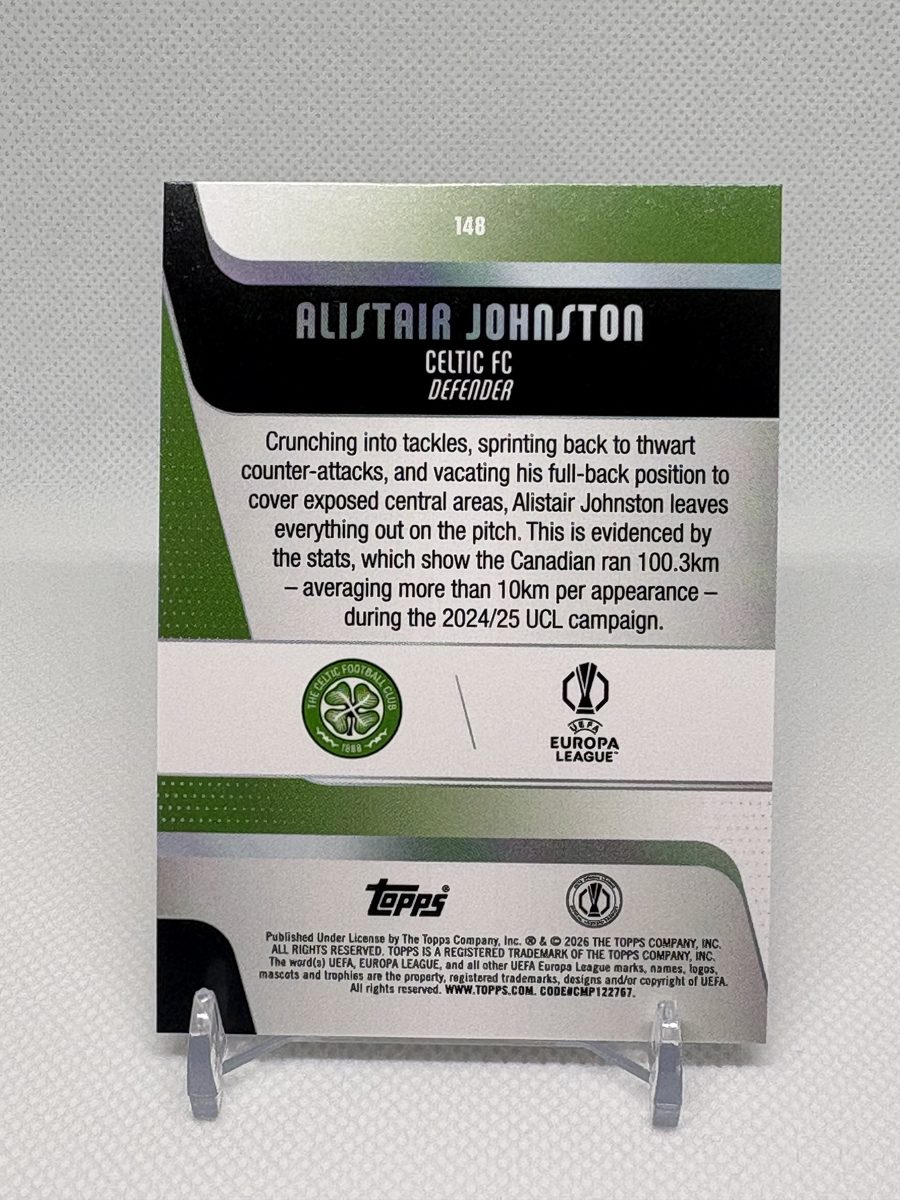 148
ALISTAIR JOHNSTON
CELTIC FC
DEFENDER
Crunching into tackles, sprinting back to thwart
counter-attacks, and vacating his full-back position to
cover exposed central areas, Alistair Johnston leaves
everything out on the pitch. This is evidenced by
the stats, which show the Canadian ran 100.3km
– averaging more than 10km per appearance –
during the 2024/25 UCL campaign.
THE CELTIC FOOTBALL CLUB
1888
UEFA
EUROPA
LEAGUE™
topps®
Published Under License by The Topps Company, Inc. ® & © 2026 THE TOPPS COMPANY, INC.
ALL RIGHTS RESERVED. TOPPS IS A REGISTERED TRADEMARK OF THE TOPPS COMPANY, INC.
The word(s) UEFA, EUROPA LEAGUE, and all other UEFA Europa League marks, names, logos,
mascots and trophies are the property, registered trademarks, designs and/or copyright of UEFA.
All rights reserved. WWW.TOPPS.COM. CODE#CMP122767.